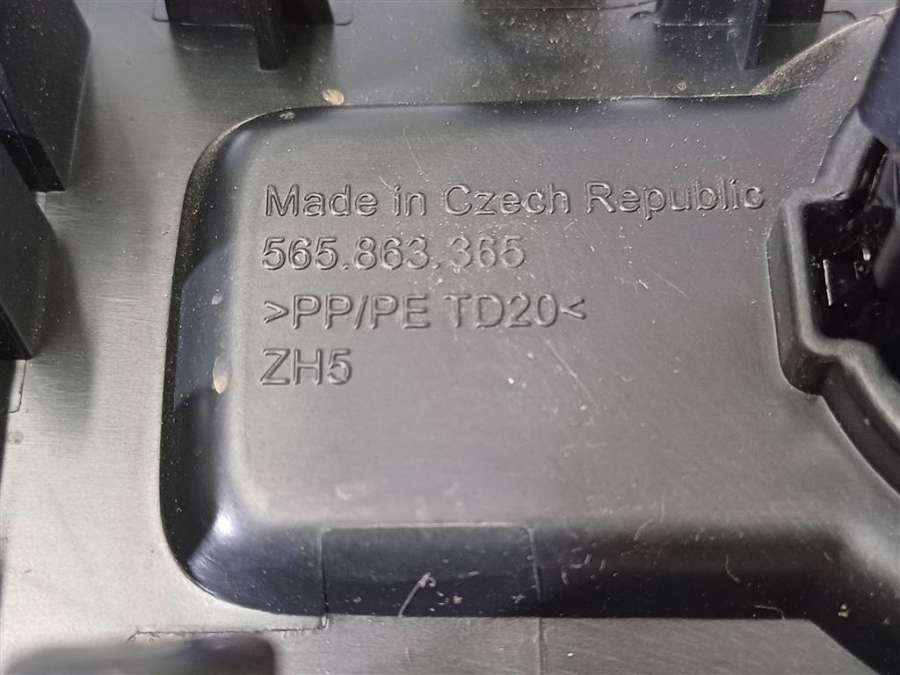 Made in Czech Republic
565.863.365
>PP/PE TD20<
ZH5